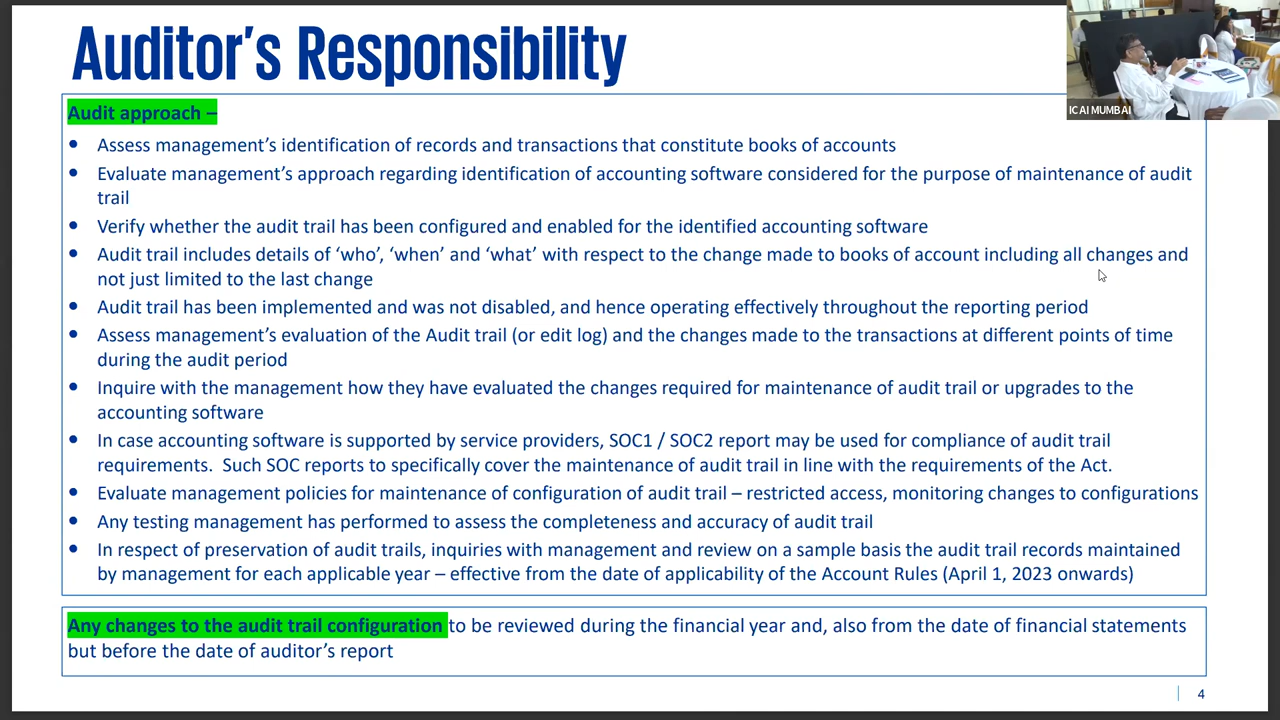 Auditor’s Responsibility
IC AI MUMBAI
Audit approach –
• Assess management’s identification of records and transactions that constitute books of accounts
• Evaluate management’s approach regarding identification of accounting software considered for the purpose of maintenance of audit
trail
• Verify whether the audit trail has been configured and enabled for the identified accounting software
• Audit trail includes details of ‘who’, ‘when’ and ‘what’ with respect to the change made to books of account including all changes and
not just limited to the last change
• Audit trail has been implemented and was not disabled, and hence operating effectively throughout the reporting period
• Assess management’s evaluation of the Audit trail (or edit log) and the changes made to the transactions at different points of time
during the audit period
• Inquire with the management how they have evaluated the changes required for maintenance of audit trail or upgrades to the
accounting software
• In case accounting software is supported by service providers, SOC1 / SOC2 report may be used for compliance of audit trail
requirements.  Such SOC reports to specifically cover the maintenance of audit trail in line with the requirements of the Act.
• Evaluate management policies for maintenance of configuration of audit trail – restricted access, monitoring changes to configurations
• Any testing management has performed to assess the completeness and accuracy of audit trail
• In respect of preservation of audit trails, inquiries with management and review on a sample basis the audit trail records maintained
by management for each applicable year – effective from the date of applicability of the Account Rules (April 1, 2023 onwards)
Any changes to the audit trail configuration to be reviewed during the financial year and, also from the date of financial statements
but before the date of auditor’s report
4